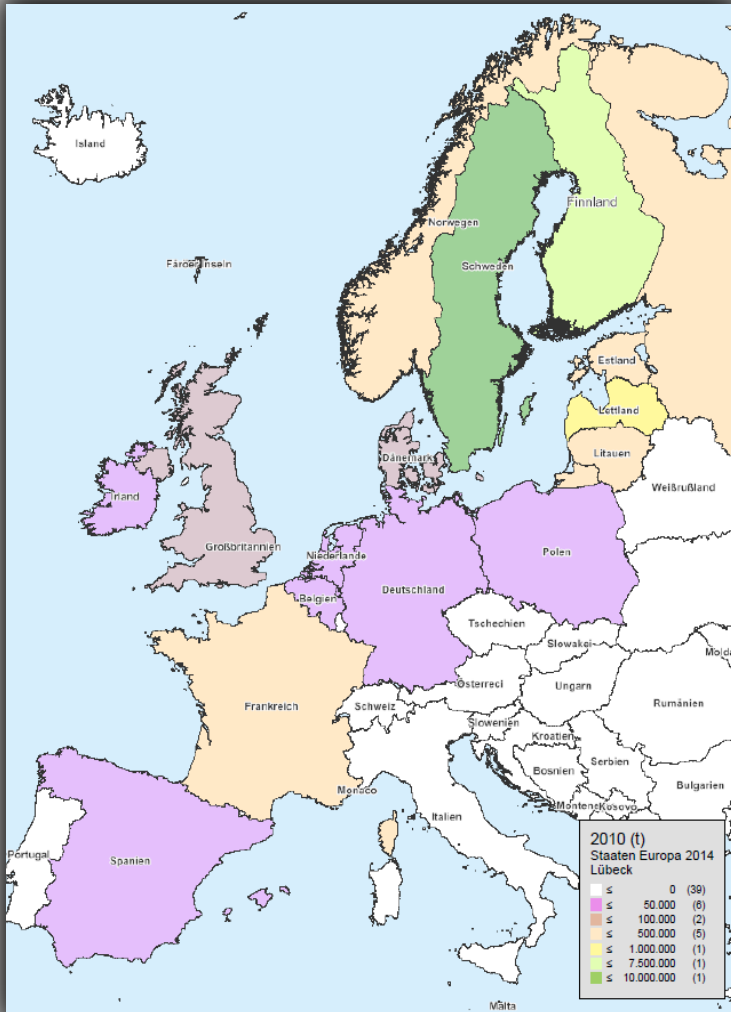 Island
Finnland
Norwegen
Färöer Inseln
Schweden
Estland
Lettland
Dänemark
Litauen
Weißrußland
Irland
Großbritannien
Niederlande
Polen
Belgien
Deutschland
Tschechien
Slowakei
Molda
Österreci
Ungarn
Frankreich
Schweiz
Rumänien
Slowenien
Kroatien
Serbien
Bosnien
Bulgarien
Monaco
Montene
Kosovo
Italien
Portugal
Spanien
Malta
2010 (t)
Staaten Europa 2014
Lübeck
≤ 0 (39)
≤ 50.000 (6)
≤ 100.000 (2)
≤ 500.000 (5)
≤ 1.000.000 (1)
≤ 7.500.000 (1)
≤ 10.000.000 (1)